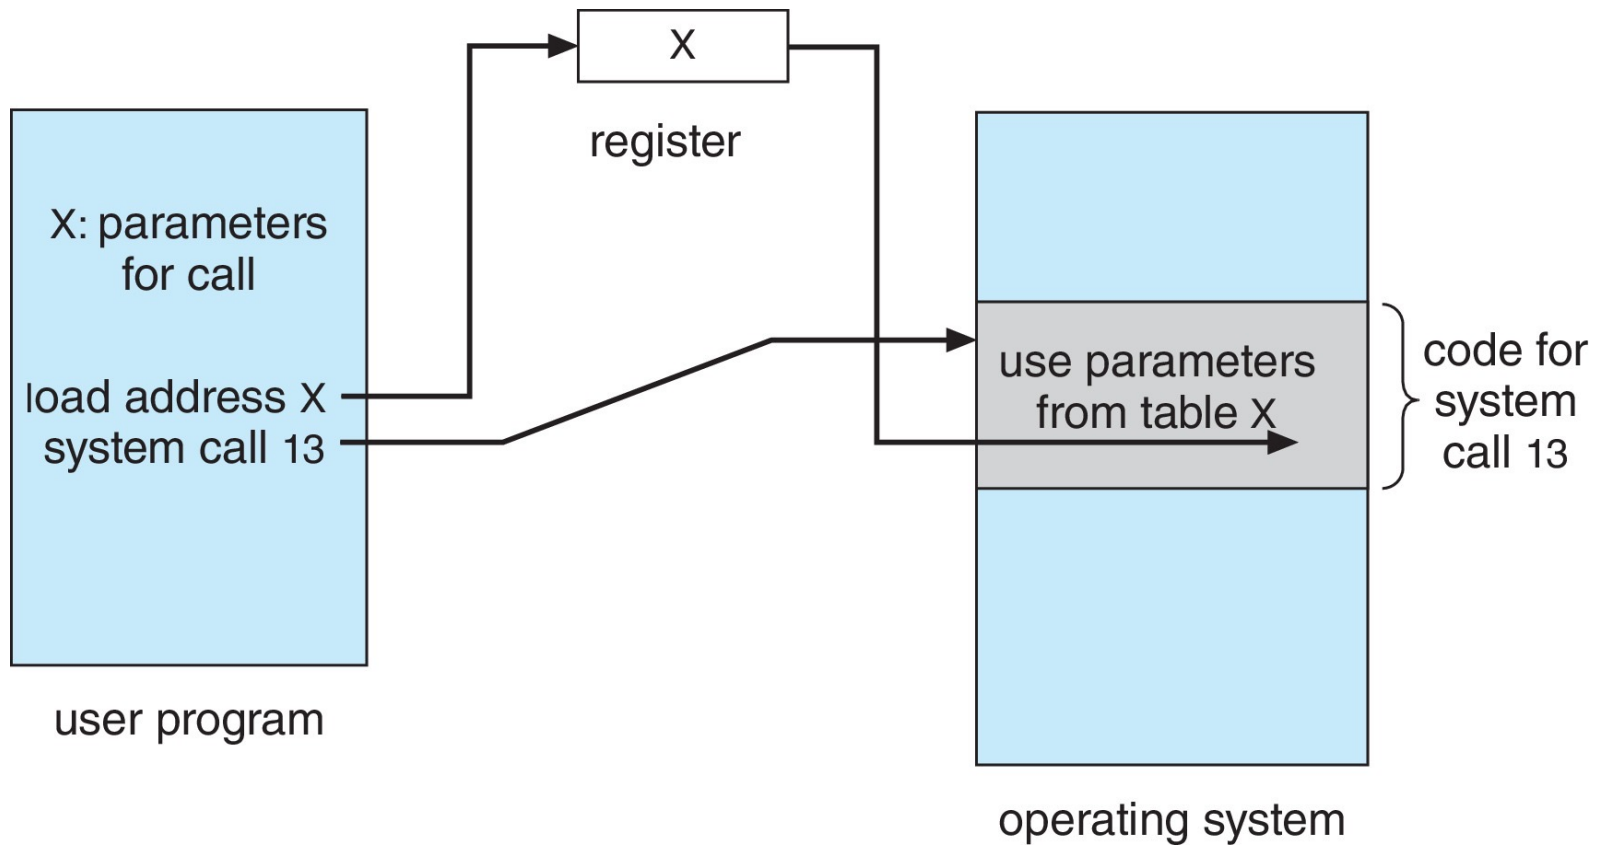 X
register
X: parameters
for call
load address X
system call 13
user program
use parameters
from table X
code for
system
call 13
operating system